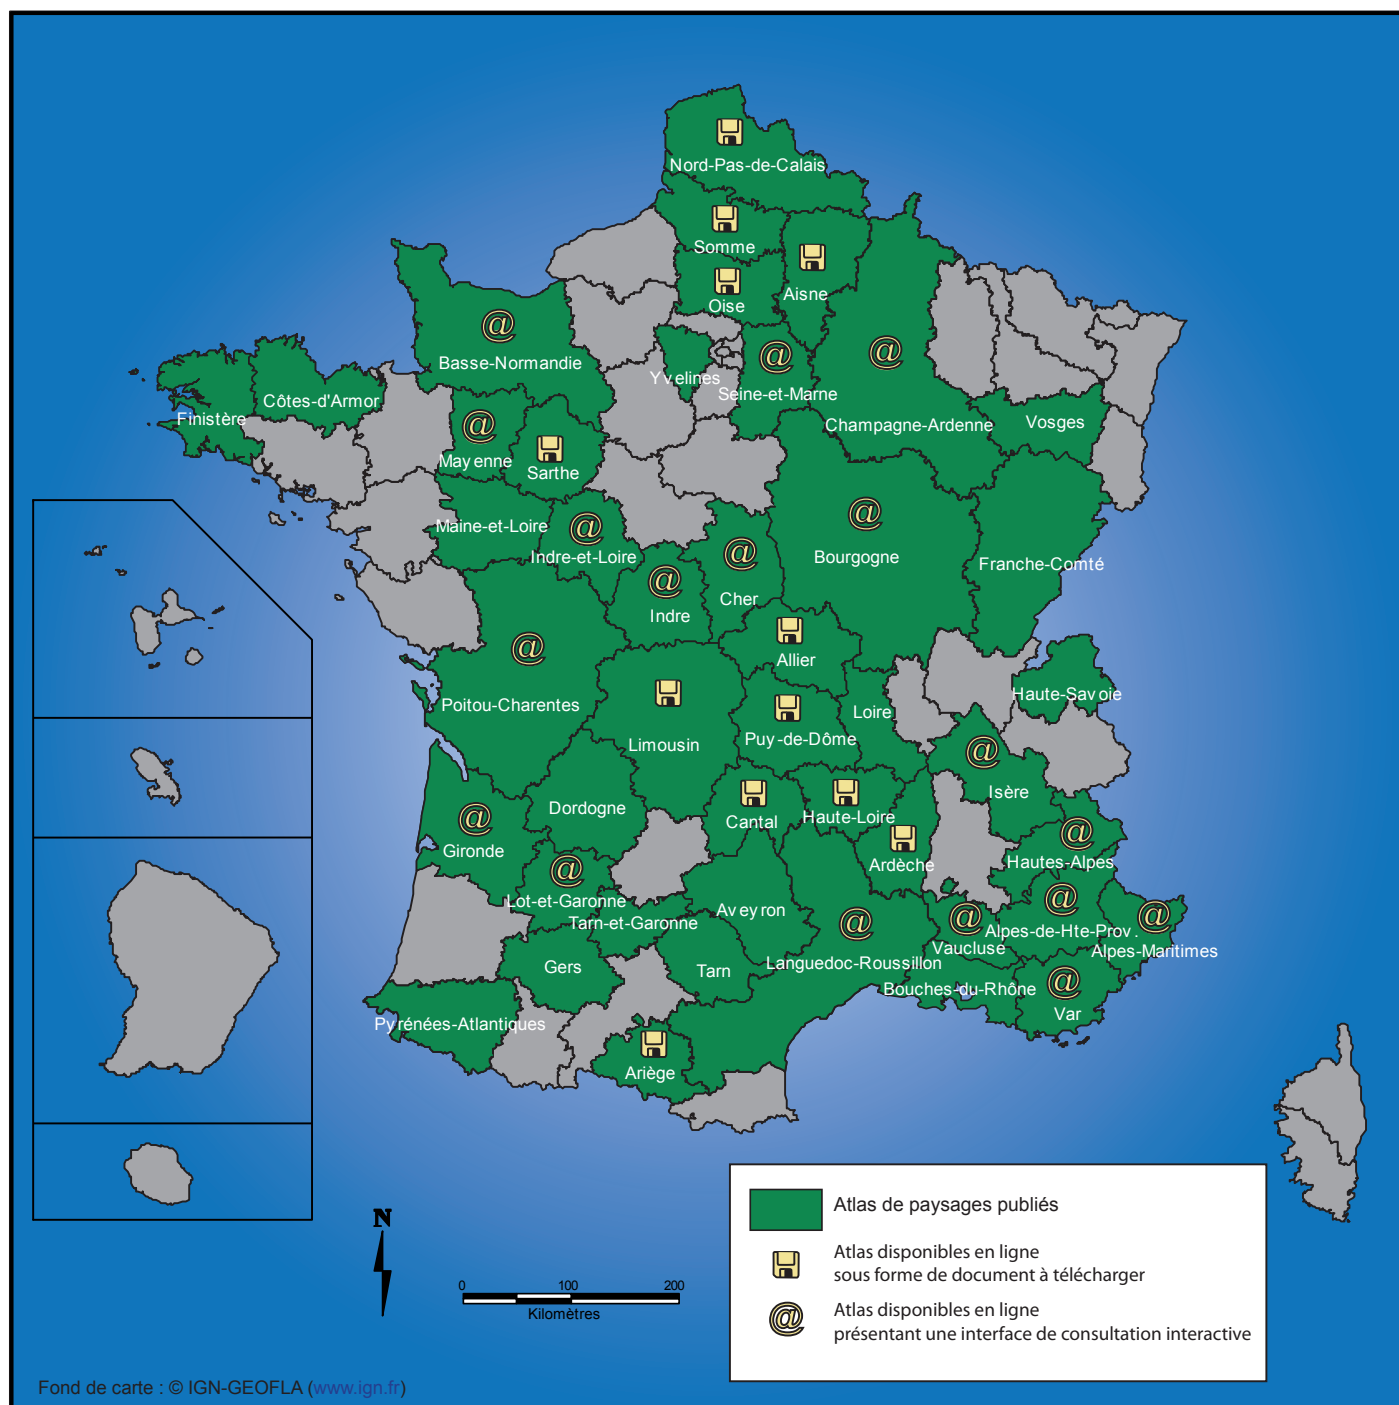 Nord-Pas-de-Calais
Somme
Oise
Aisne
Basse-Normandie
Yvelines
Seine-et-Marne
Champagne-Ardenne
Vosges
Côtes-d'Armor
Finistère
Mayenne
Sarthe
Maine-et-Loire
Indre-et-Loire
Bourgogne
Franche-Comté
Cher
Indre
Allier
Haute-Savoie
Poitou-Charentes
Loire
Limousin
Puy-de-Dôme
Isère
Dordogne
Cantal
Haute-Loire
Gironde
Ardèche
Hautes-Alpes
Lot-et-Garonne
Tarn-et-Garonne
Aveyron
Alpes-de-Hte-Prov.
Vaucluse
Alpes-Maritimes
Gers
Tarn
Languedoc-Roussillon
Bouches-du-Rhône
Var
Pyrénées-Atlantiques
Ariège
Atlas de paysages publiés
Atlas disponibles en ligne
sous forme de document à télécharger
@ Atlas disponibles en ligne
présentant une interface de consultation interactive
N
0 100 200
Kilomètres
Fond de carte : © IGN-GEOFLA (www.ign.fr)